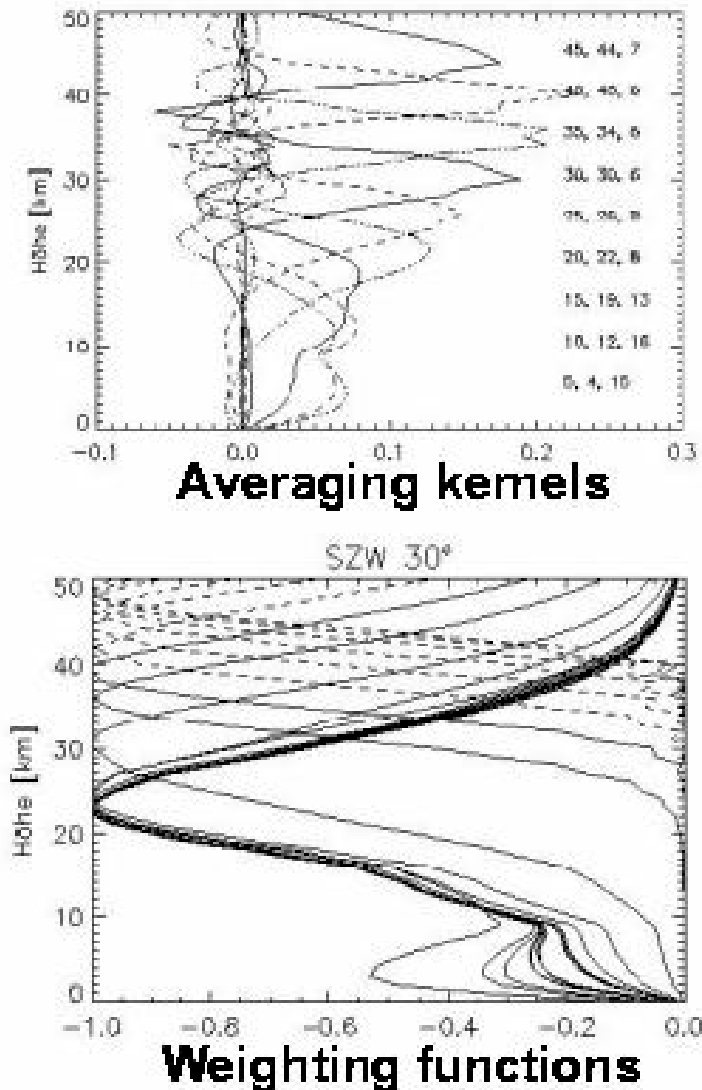 50
40
30
20
10
0
Höhe [km]
45, 44, 7
40, 40, 6
35, 34, 6
30, 30, 6
20, 22, 8
15, 19, 13
10, 12, 16
5, 4, 15
-0.1 0.0 0.1 0.2 0.3
Averaging kernels
SZW 30°
50
40
30
20
10
0
Höhe [km]
-1.0 -0.8 -0.6 -0.4 -0.2 0.0
Weighting functions